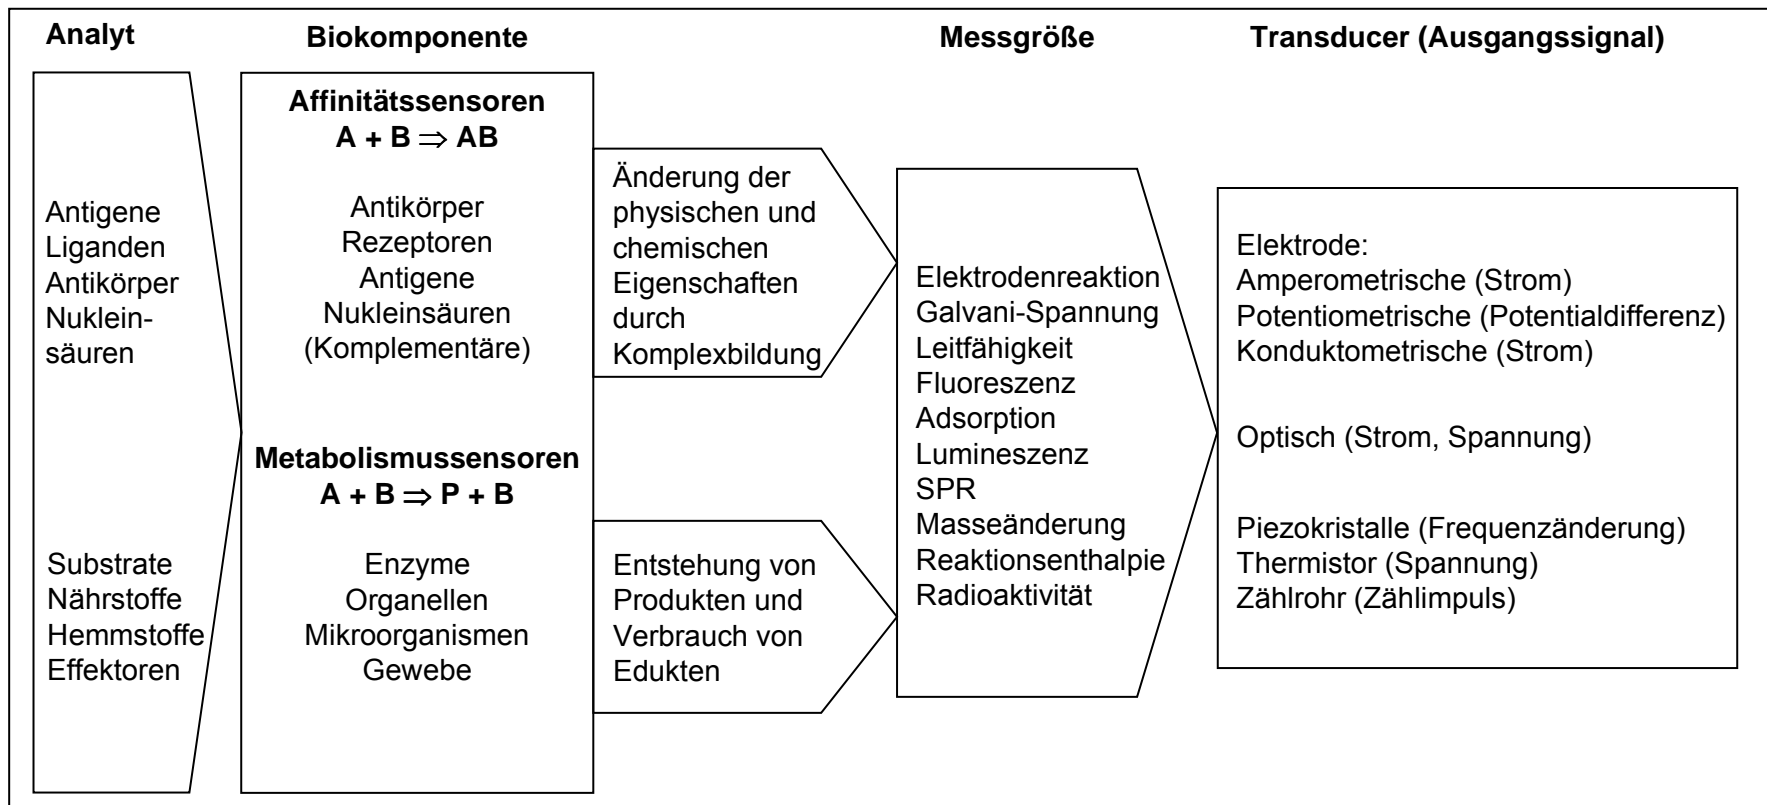 Analyt
Biokomponente
Messgröße
Transducer (Ausgangssignal)
Antigene
Liganden
Antikörper
Nuklein-
säuren
Substrate
Nährstoffe
Hemmstoffe
Effektoren
Affinitätssensoren
A + B ⇒ AB
Antikörper
Rezeptoren
Antigene
Nukleinsäuren
(Komplementäre)
Metabolismussensoren
A + B ⇒ P + B
Enzyme
Organellen
Mikroorganismen
Gewebe
Änderung der
physischen und
chemischen
Eigenschaften
durch
Komplexbildung
Entstehung von
Produkten und
Verbrauch von
Edukten
Elektrodenreaktion
Galvani-Spannung
Leitfähigkeit
Fluoreszenz
Adsorption
Lumineszenz
SPR
Masseänderung
Reaktionsenthalpie
Radioaktivität
Elektrode:
Amperometrische (Strom)
Potentiometrische (Potentialdifferenz)
Konduktometrische (Strom)
Optisch (Strom, Spannung)
Piezokristalle (Frequenzänderung)
Thermistor (Spannung)
Zählrohr (Zählimpuls)